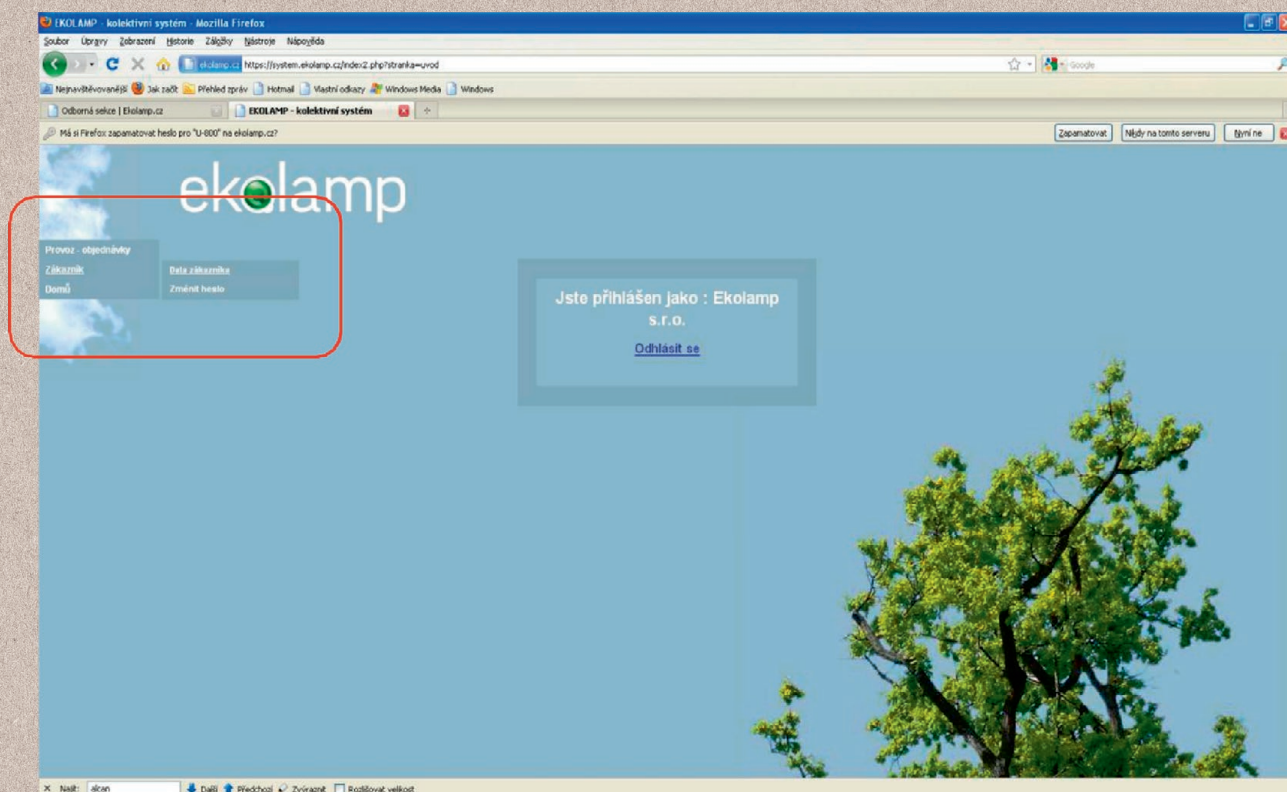 EKOLAMP - kolektivní systém - Mozilla Firefox
Soubor Úpravy Zobrazení Historie Záložky Nástroje Nápověda
ekolamp.cz https://system.ekolamp.cz/index2.php?stranka=uvod Google
Nejnavštěvovanější Jak začít Přehled zpráv Hotmail Vlastní odkazy Windows Media Windows
Odborná sekce | Ekolamp.cz EKOLAMP - kolektivní systém
Má si Firefox zapamatovat heslo pro "U-800" na ekolamp.cz? Zapamatovat Nikdy na tomto serveru Nyní ne
ekolamp
Provoz - objednávky
Zákazník Data zákazníka
Domů Změnit heslo
Jste přihlášen jako : Ekolamp
s.r.o.
Odhlásit se
Najít: alcan Další Předchozí Zvýraznit Rozlišovat velikost